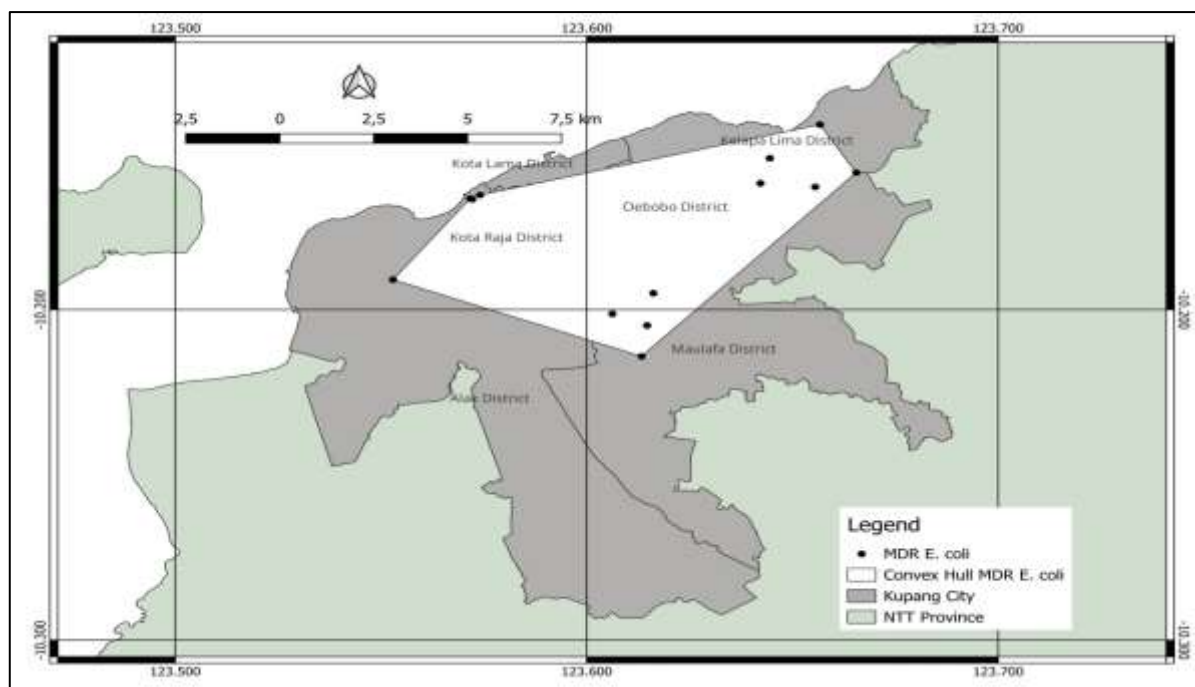 123.500 123.600 123.700
2,5 0 2,5 5 7,5 km
Kelapa Lima District
Kota Lama District
Oebobo District
Kota Raja District
-10.200 -10.200
Maulafa District
Alak District
Legend
MDR E. coli
Convex Hull MDR E. coli
Kupang City
NTT Province
-10.300 -10.300
123.500 123.600 123.700